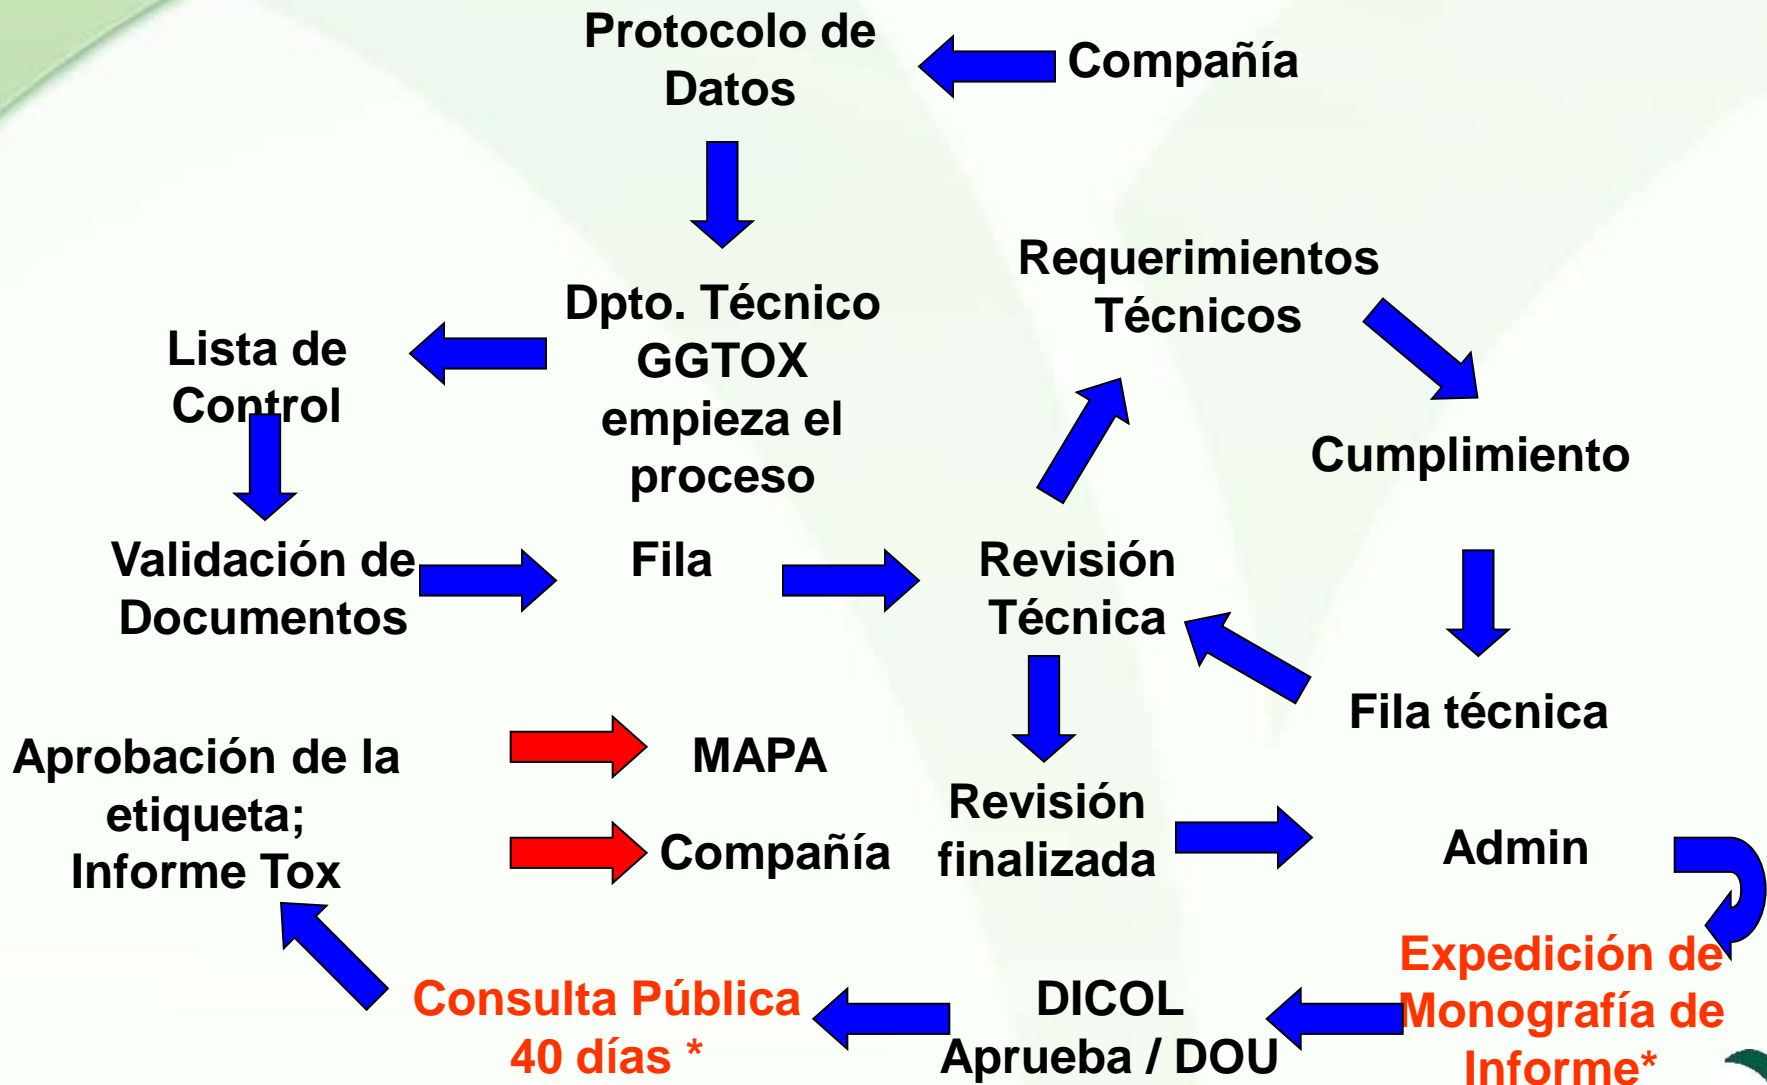 Protocolo de
Datos
Compañía
Requerimientos
Técnicos
Dpto. Técnico
GGTOX
empieza el
proceso
Lista de
Control
Cumplimiento
Validación de
Documentos
Fila
Revisión
Técnica
Fila técnica
Aprobación de la
etiqueta;
Informe Tox
MAPA
Compañía
Revisión
finalizada
Admin
Expedición de
Monografía de
Informe*
DICOL
Aprueba / DOU
Consulta Pública
40 días *